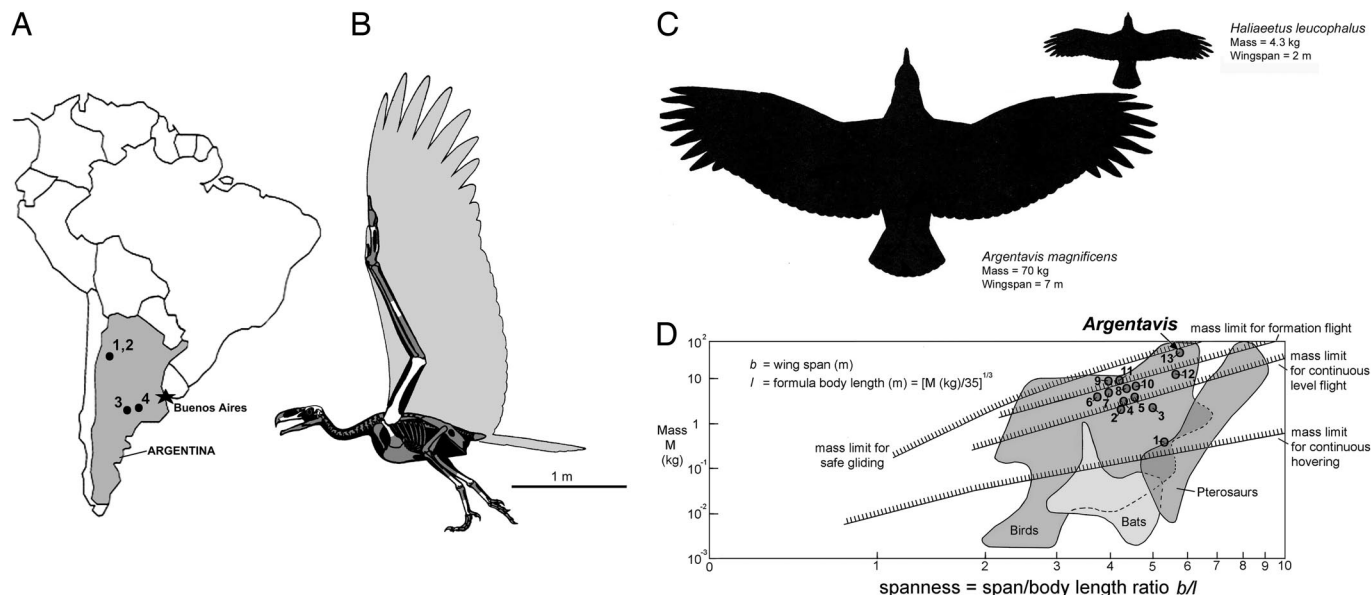 A
1,2
3
4
Buenos Aires
ARGENTINA
B
1 m
C
Haliaeetus leucophalus
Mass = 4.3 kg
Wingspan = 2 m
Argentavis magnificens
Mass = 70 kg
Wingspan = 7 m
D
Argentavis
mass limit for formation flight
mass limit
for continuous
level flight
mass limit
for continuous
hovering
mass limit for
safe gliding
b = wing span (m)
l = formula body length (m) = [M (kg)/35]1/3
Mass
M
(kg)
10²
10
1
10⁻¹
10⁻²
10⁻³
13
12
11
9
10
8
6
7
5
2
4
3
1
Pterosaurs
Bats
Birds
0
1
2
3
4
5
6
7
8
9
10
spanness = span/body length ratio b/l